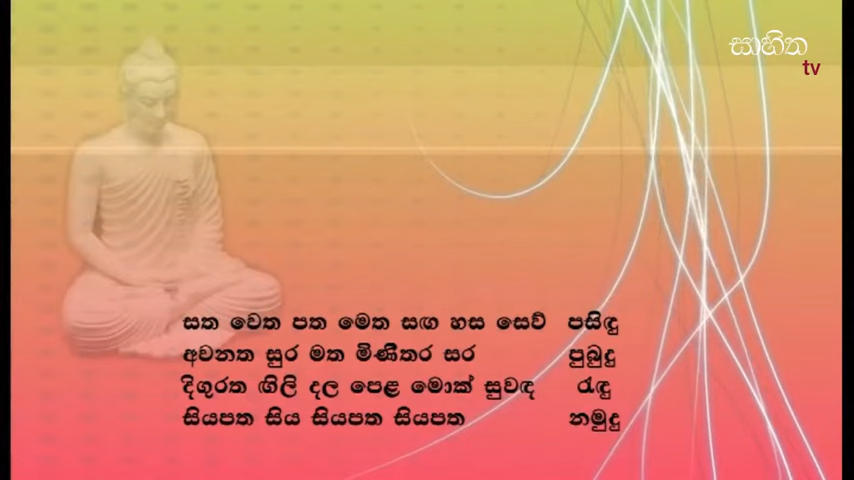 සාහිත
tv
සත වෙත පත මෙත සඟ හස සෙව් පසිඳු
අවනත සුර මත මිණීතර සර පුබුදු
දිගුරත ඟිලි දල පෙළ මොක් සුවඳ රැඳු
සියපත සිය සියපත සියපත නමුදු